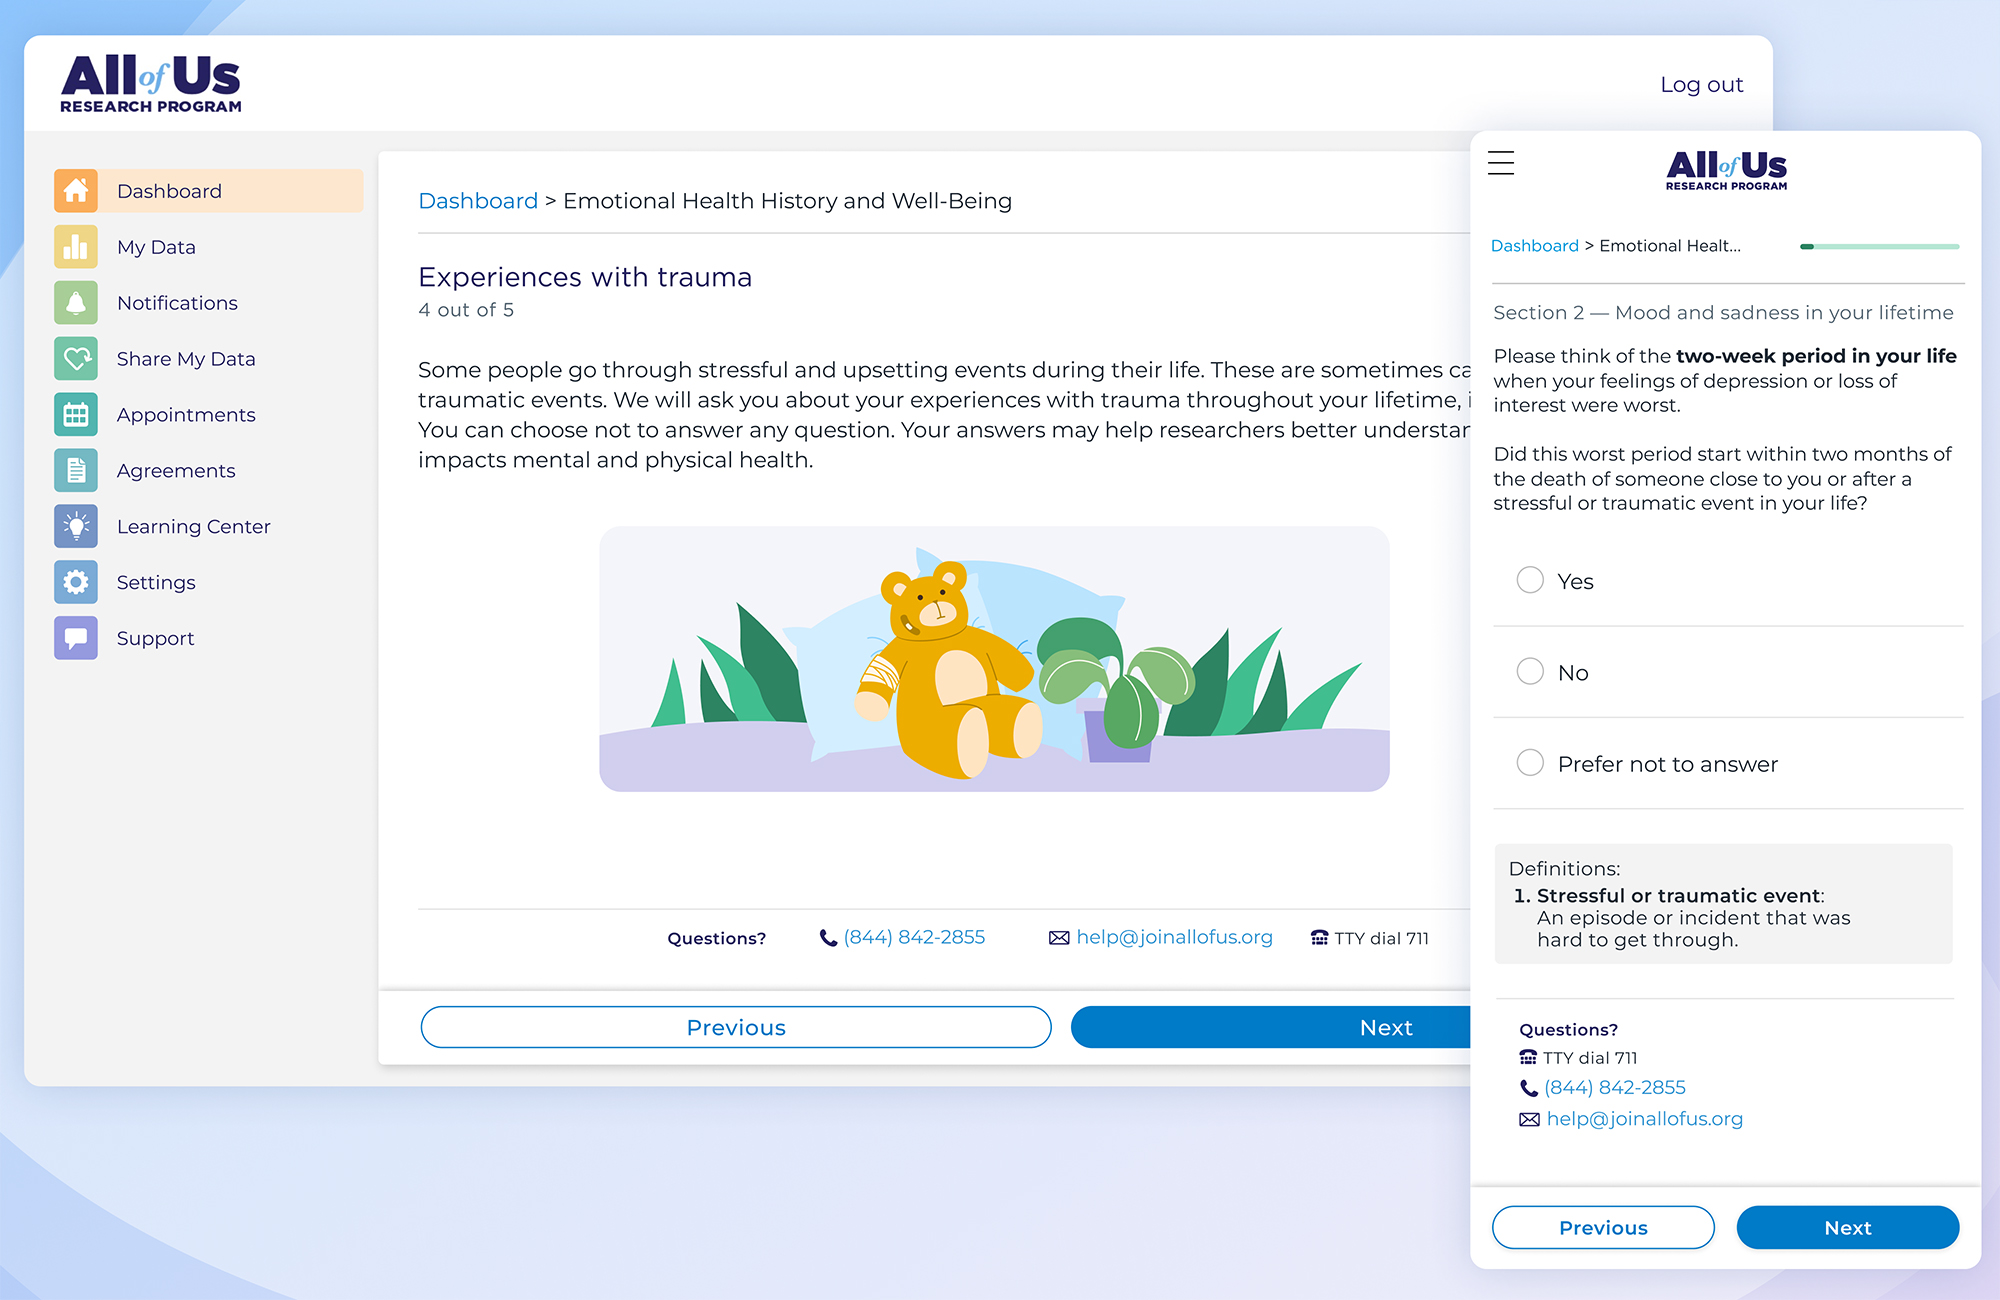 All of Us
RESEARCH PROGRAM
Log out
Dashboard
My Data
Notifications
Share My Data
Appointments
Agreements
Learning Center
Settings
Support
Dashboard > Emotional Health History and Well-Being
Experiences with trauma
4 out of 5
Some people go through stressful and upsetting events during their life. These are sometimes
traumatic events. We will ask you about your experiences with trauma throughout your lifetime,
You can choose not to answer any question. Your answers may help researchers better
impacts mental and physical health.
Questions?
(844) 842-2855
help@joinallofus.org
TTY dial 711
Previous
Next
All of Us
RESEARCH PROGRAM
Dashboard > Emotional Healt...
Section 2 — Mood and sadness in your lifetime
Please think of the two-week period in your life
when your feelings of depression or loss of
interest were worst.
Did this worst period start within two months of
the death of someone close to you or after a
stressful or traumatic event in your life?
Yes
No
Prefer not to answer
Definitions:
1. Stressful or traumatic event:
An episode or incident that was
hard to get through.
Questions?
TTY dial 711
(844) 842-2855
help@joinallofus.org
Previous
Next